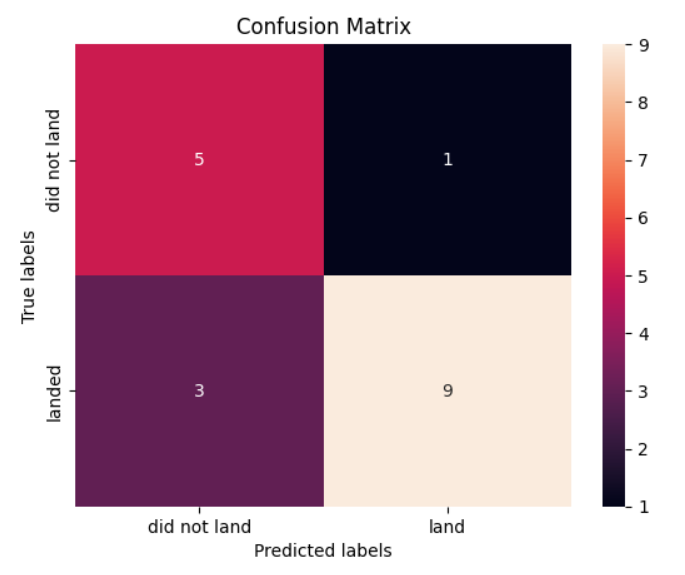 Confusion Matrix
True labels
did not land
landed
5
1
3
9
did not land
land
Predicted labels
9
8
7
6
5
4
3
2
1